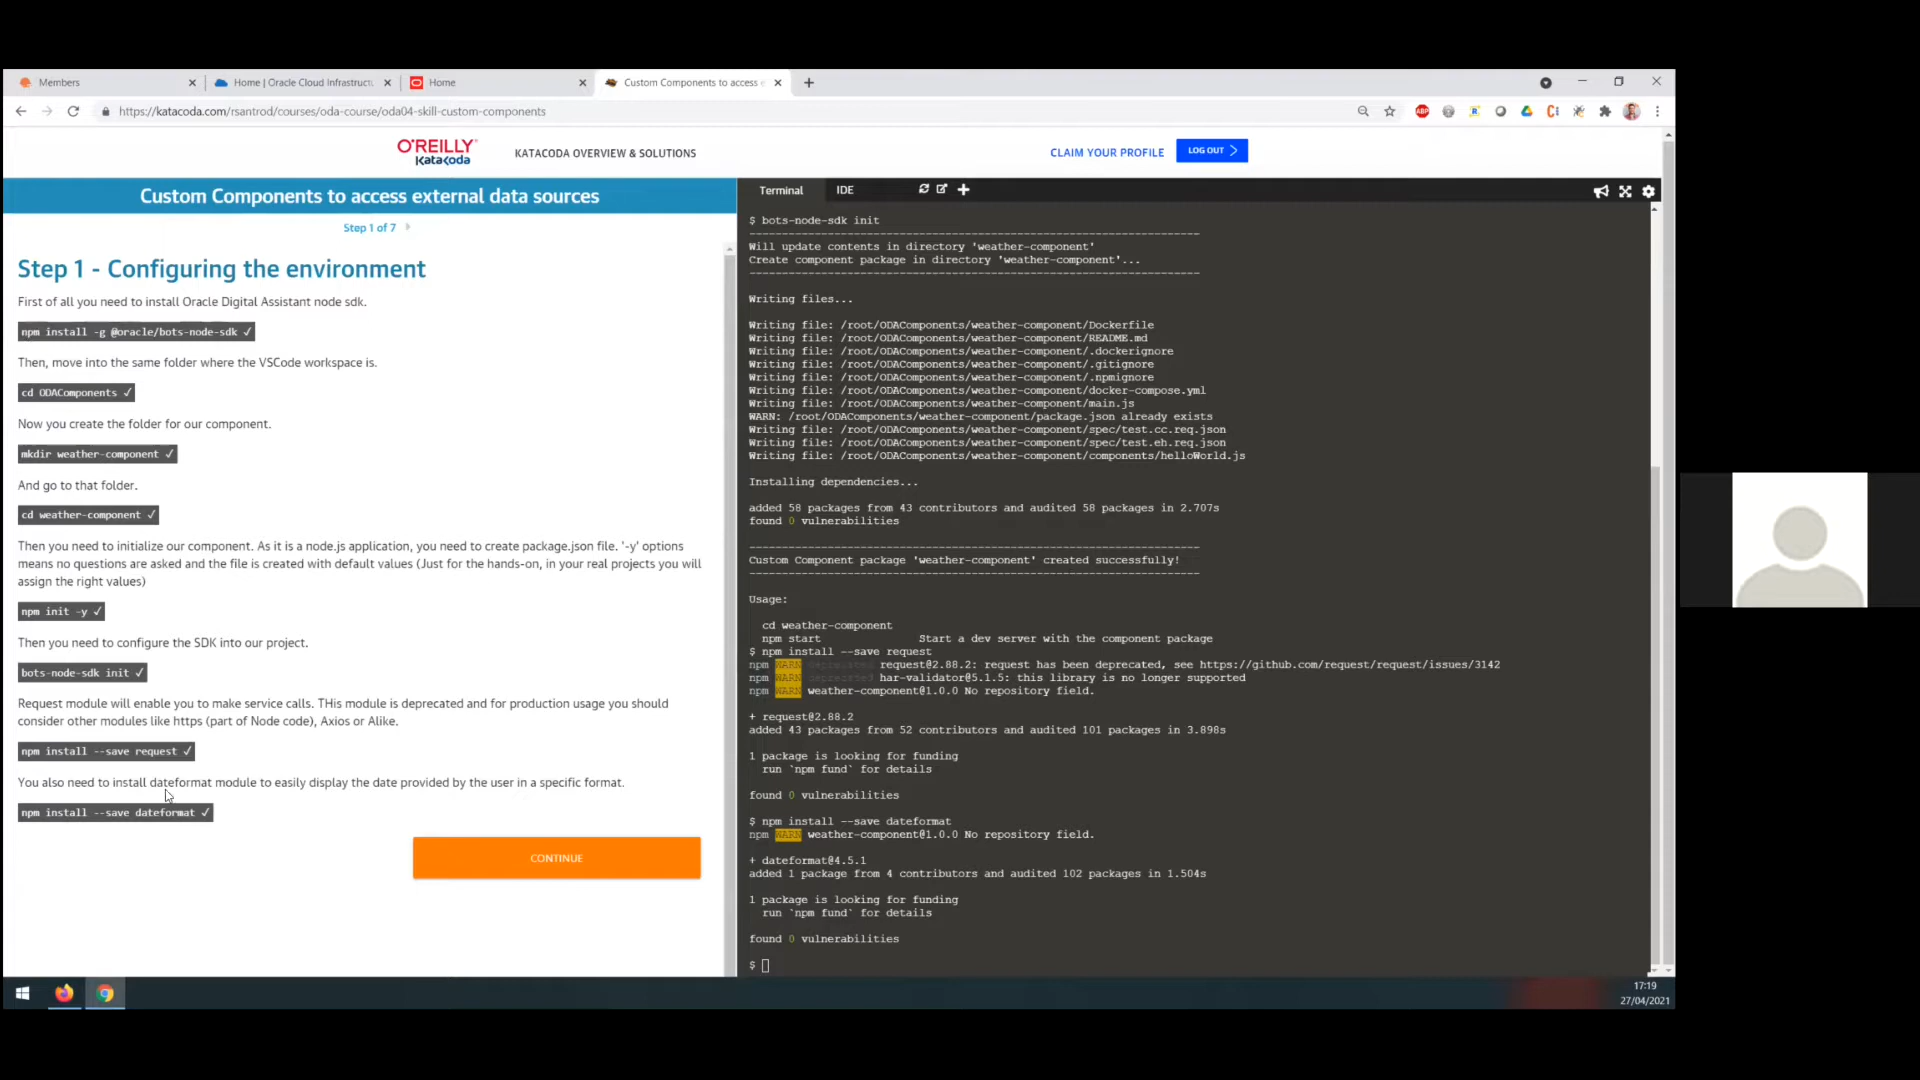 Members
Home | Oracle Cloud Infrastructu
Home
Custom Components to access e
https://katacoda.com/rsantrod/courses/oda-course/oda04-skill-custom-components
O'REILLY
Katacoda
KATACODA OVERVIEW & SOLUTIONS
CLAIM YOUR PROFILE
LOG OUT
Custom Components to access external data sources
Step 1 of 7
Step 1 - Configuring the environment
First of all you need to install Oracle Digital Assistant node sdk.
npm install -g @oracle/bots-node-sdk ✓
Then, move into the same folder where the VSCode workspace is.
cd ODAComponents ✓
Now you create the folder for our component.
mkdir weather-component ✓
And go to that folder.
cd weather-component ✓
Then you need to initialize our component. As it is a node.js application, you need to create package.json file. '-y' options
means no questions are asked and the file is created with default values (Just for the hands-on, in your real projects you will
assign the right values)
npm init -y ✓
Then you need to configure the SDK into our project.
bots-node-sdk init ✓
Request module will enable you to make service calls. THis module is deprecated and for production usage you should
consider other modules like https (part of Node code), Axios or Alike.
npm install --save request ✓
You also need to install dateformat module to easily display the date provided by the user in a specific format.
npm install --save dateformat ✓
CONTINUE
Terminal
IDE
$ bots-node-sdk init
---------------------------------------------------------------------
Will update contents in directory 'weather-component'
Create component package in directory 'weather-component'...
---------------------------------------------------------------------
Writing files...
Writing file: /root/ODAComponents/weather-component/Dockerfile
Writing file: /root/ODAComponents/weather-component/README.md
Writing file: /root/ODAComponents/weather-component/.dockerignore
Writing file: /root/ODAComponents/weather-component/.gitignore
Writing file: /root/ODAComponents/weather-component/.npmignore
Writing file: /root/ODAComponents/weather-component/docker-compose.yml
Writing file: /root/ODAComponents/weather-component/main.js
WARN: /root/ODAComponents/weather-component/package.json already exists
Writing file: /root/ODAComponents/weather-component/spec/test.cc.req.json
Writing file: /root/ODAComponents/weather-component/spec/test.eh.req.json
Writing file: /root/ODAComponents/weather-component/components/helloWorld.js
Installing dependencies...
added 58 packages from 43 contributors and audited 58 packages in 2.707s
found 0 vulnerabilities
---------------------------------------------------------------------
Custom Component package 'weather-component' created successfully!
---------------------------------------------------------------------
Usage:
cd weather-component
npm start Start a dev server with the component package
$ npm install --save request
npm WARN deprecated request@2.88.2: request has been deprecated, see https://github.com/request/request/issues/3142
npm WARN deprecated har-validator@5.1.5: this library is no longer supported
npm WARN weather-component@1.0.0 No repository field.
+ request@2.88.2
added 43 packages from 52 contributors and audited 101 packages in 3.898s
1 package is looking for funding
run `npm fund` for details
found 0 vulnerabilities
$ npm install --save dateformat
npm WARN weather-component@1.0.0 No repository field.
+ dateformat@4.5.1
added 1 package from 4 contributors and audited 102 packages in 1.504s
1 package is looking for funding
run `npm fund` for details
found 0 vulnerabilities
$
17:19
27/04/2021